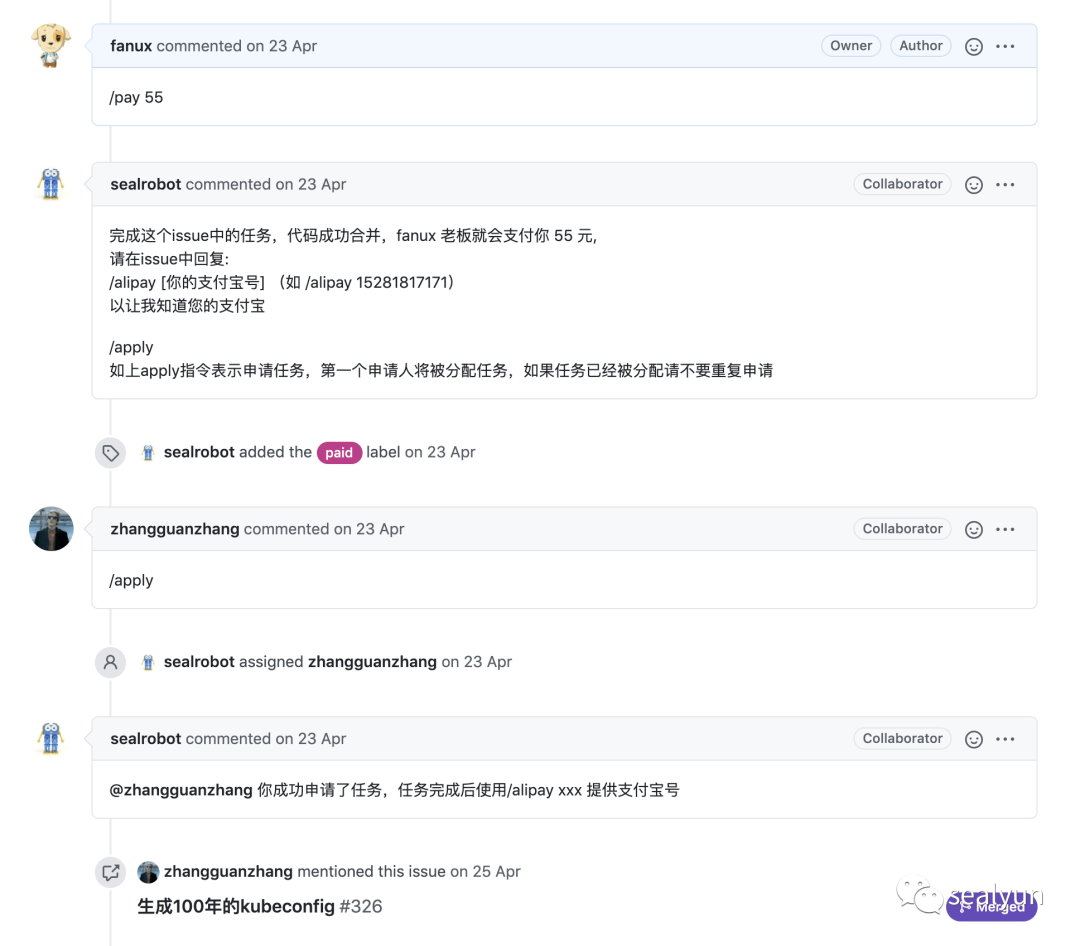 fanux commented on 23 Apr Owner Author
/pay 55
sealrobot commented on 23 Apr Collaborator
完成这个issue中的任务，代码成功合并，fanux 老板就会支付你 55 元,
请在issue中回复:
/alipay [你的支付宝号] （如 /alipay 15281817171）
以让我知道您的支付宝
/apply
如上apply指令表示申请任务，第一个申请人将被分配任务，如果任务已经被分配请不要重复申请
sealrobot added the paid label on 23 Apr
zhangguanzhang commented on 23 Apr Collaborator
/apply
sealrobot assigned zhangguanzhang on 23 Apr
sealrobot commented on 23 Apr Collaborator
@zhangguanzhang 你成功申请了任务，任务完成后使用/alipay xxx 提供支付宝号
zhangguanzhang mentioned this issue on 25 Apr
生成100年的kubeconfig #326
sealyun
Merged